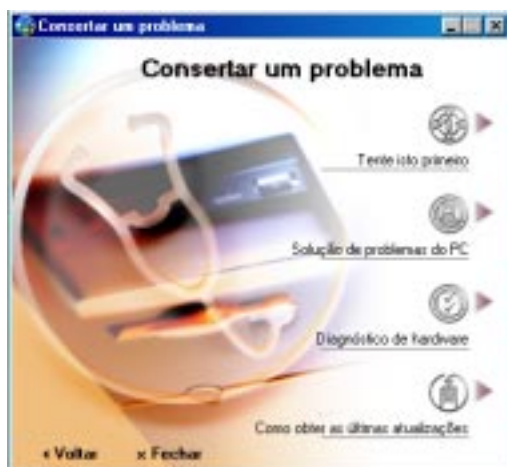 Consertar um problema
Consertar um problema
Tente isto primeiro
Solução de problemas do PC
Diagnóstico de hardware
Como obter as últimas atualizações
Voltar
x Fechar